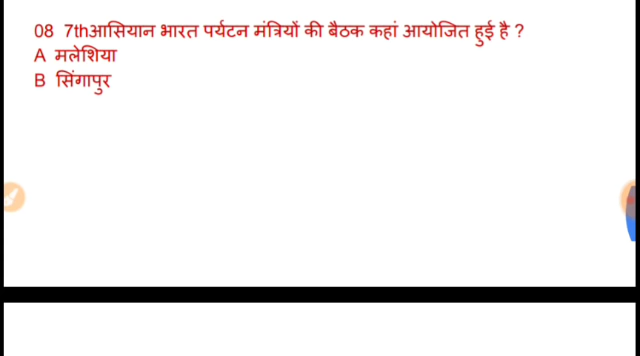 08 7thआसियान भारत पर्यटन मंत्रियों की बैठक कहां आयोजित हुई है ?
A मलेशिया
B सिंगापुर